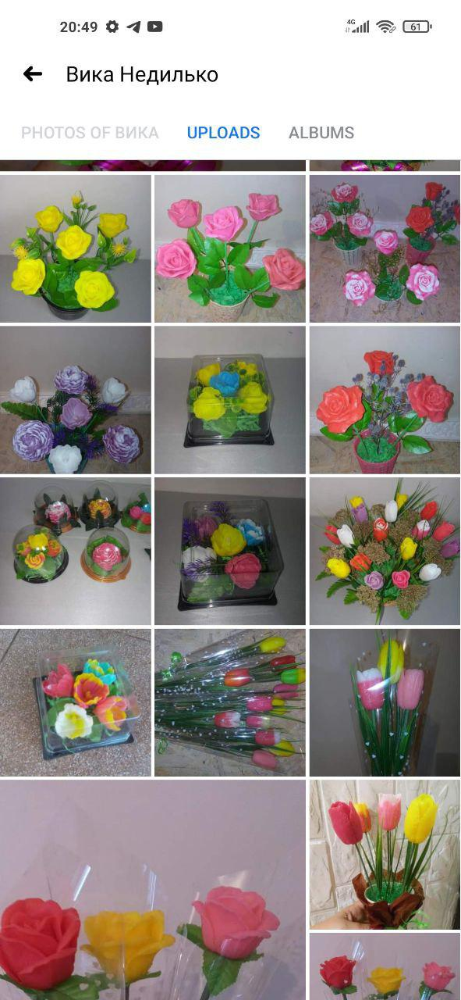 20:49
4G
61
Вика Недилько
PHOTOS OF ВИКА
UPLOADS
ALBUMS